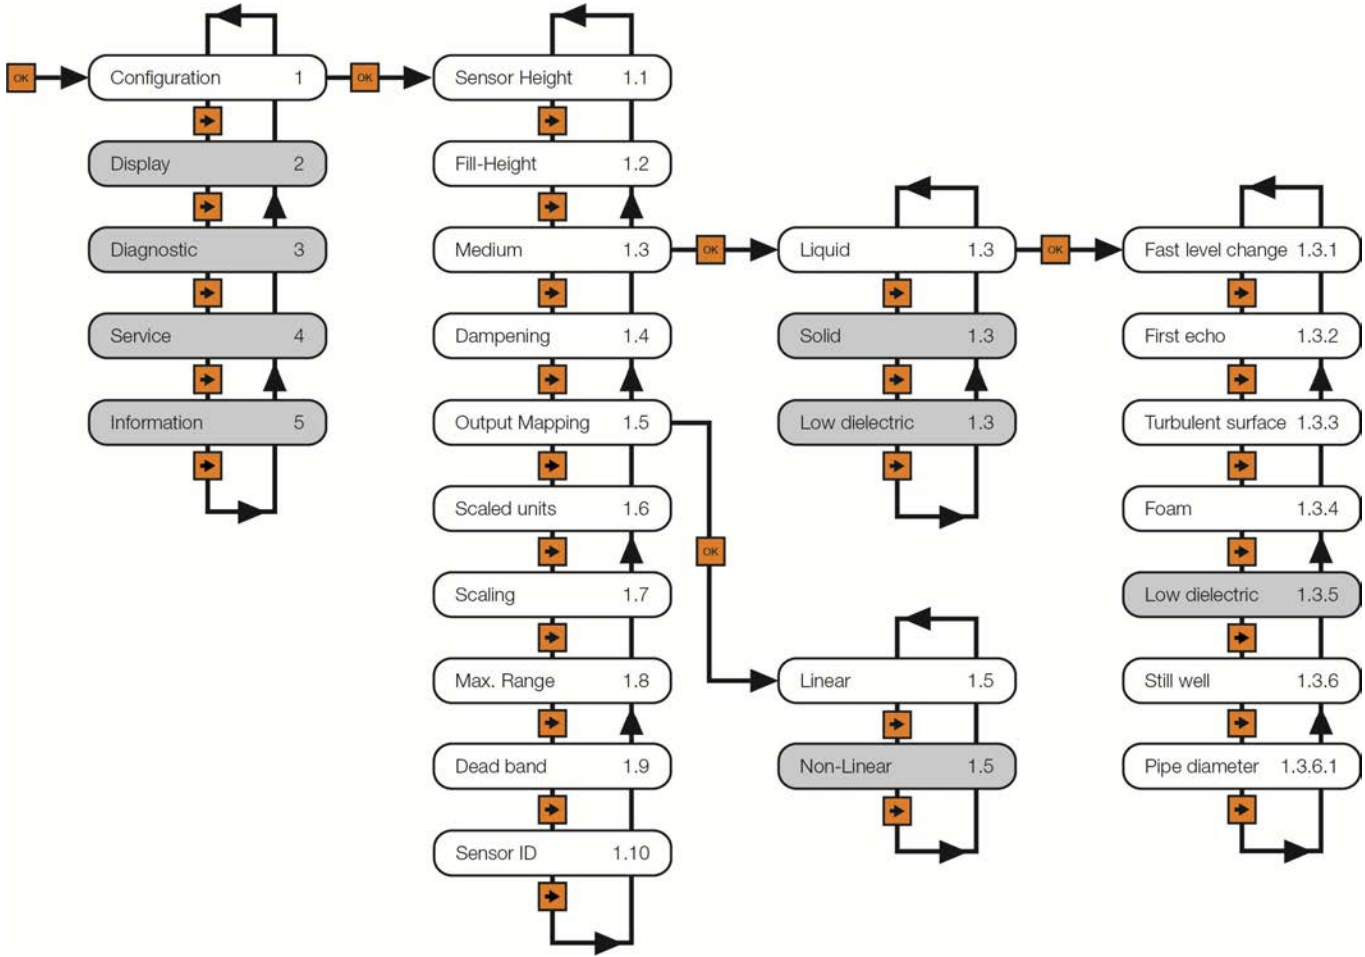 OK
Configuration 1
OK
Display 2
Diagnostic 3
Service 4
Information 5
Sensor Height 1.1
Fill-Height 1.2
Medium 1.3
OK
Dampening 1.4
Output Mapping 1.5
OK
Scaled units 1.6
Scaling 1.7
Max. Range 1.8
Dead band 1.9
Sensor ID 1.10
Liquid 1.3
OK
Solid 1.3
Low dielectric 1.3
Linear 1.5
Non-Linear 1.5
Fast level change 1.3.1
First echo 1.3.2
Turbulent surface 1.3.3
Foam 1.3.4
Low dielectric 1.3.5
Still well 1.3.6
Pipe diameter 1.3.6.1